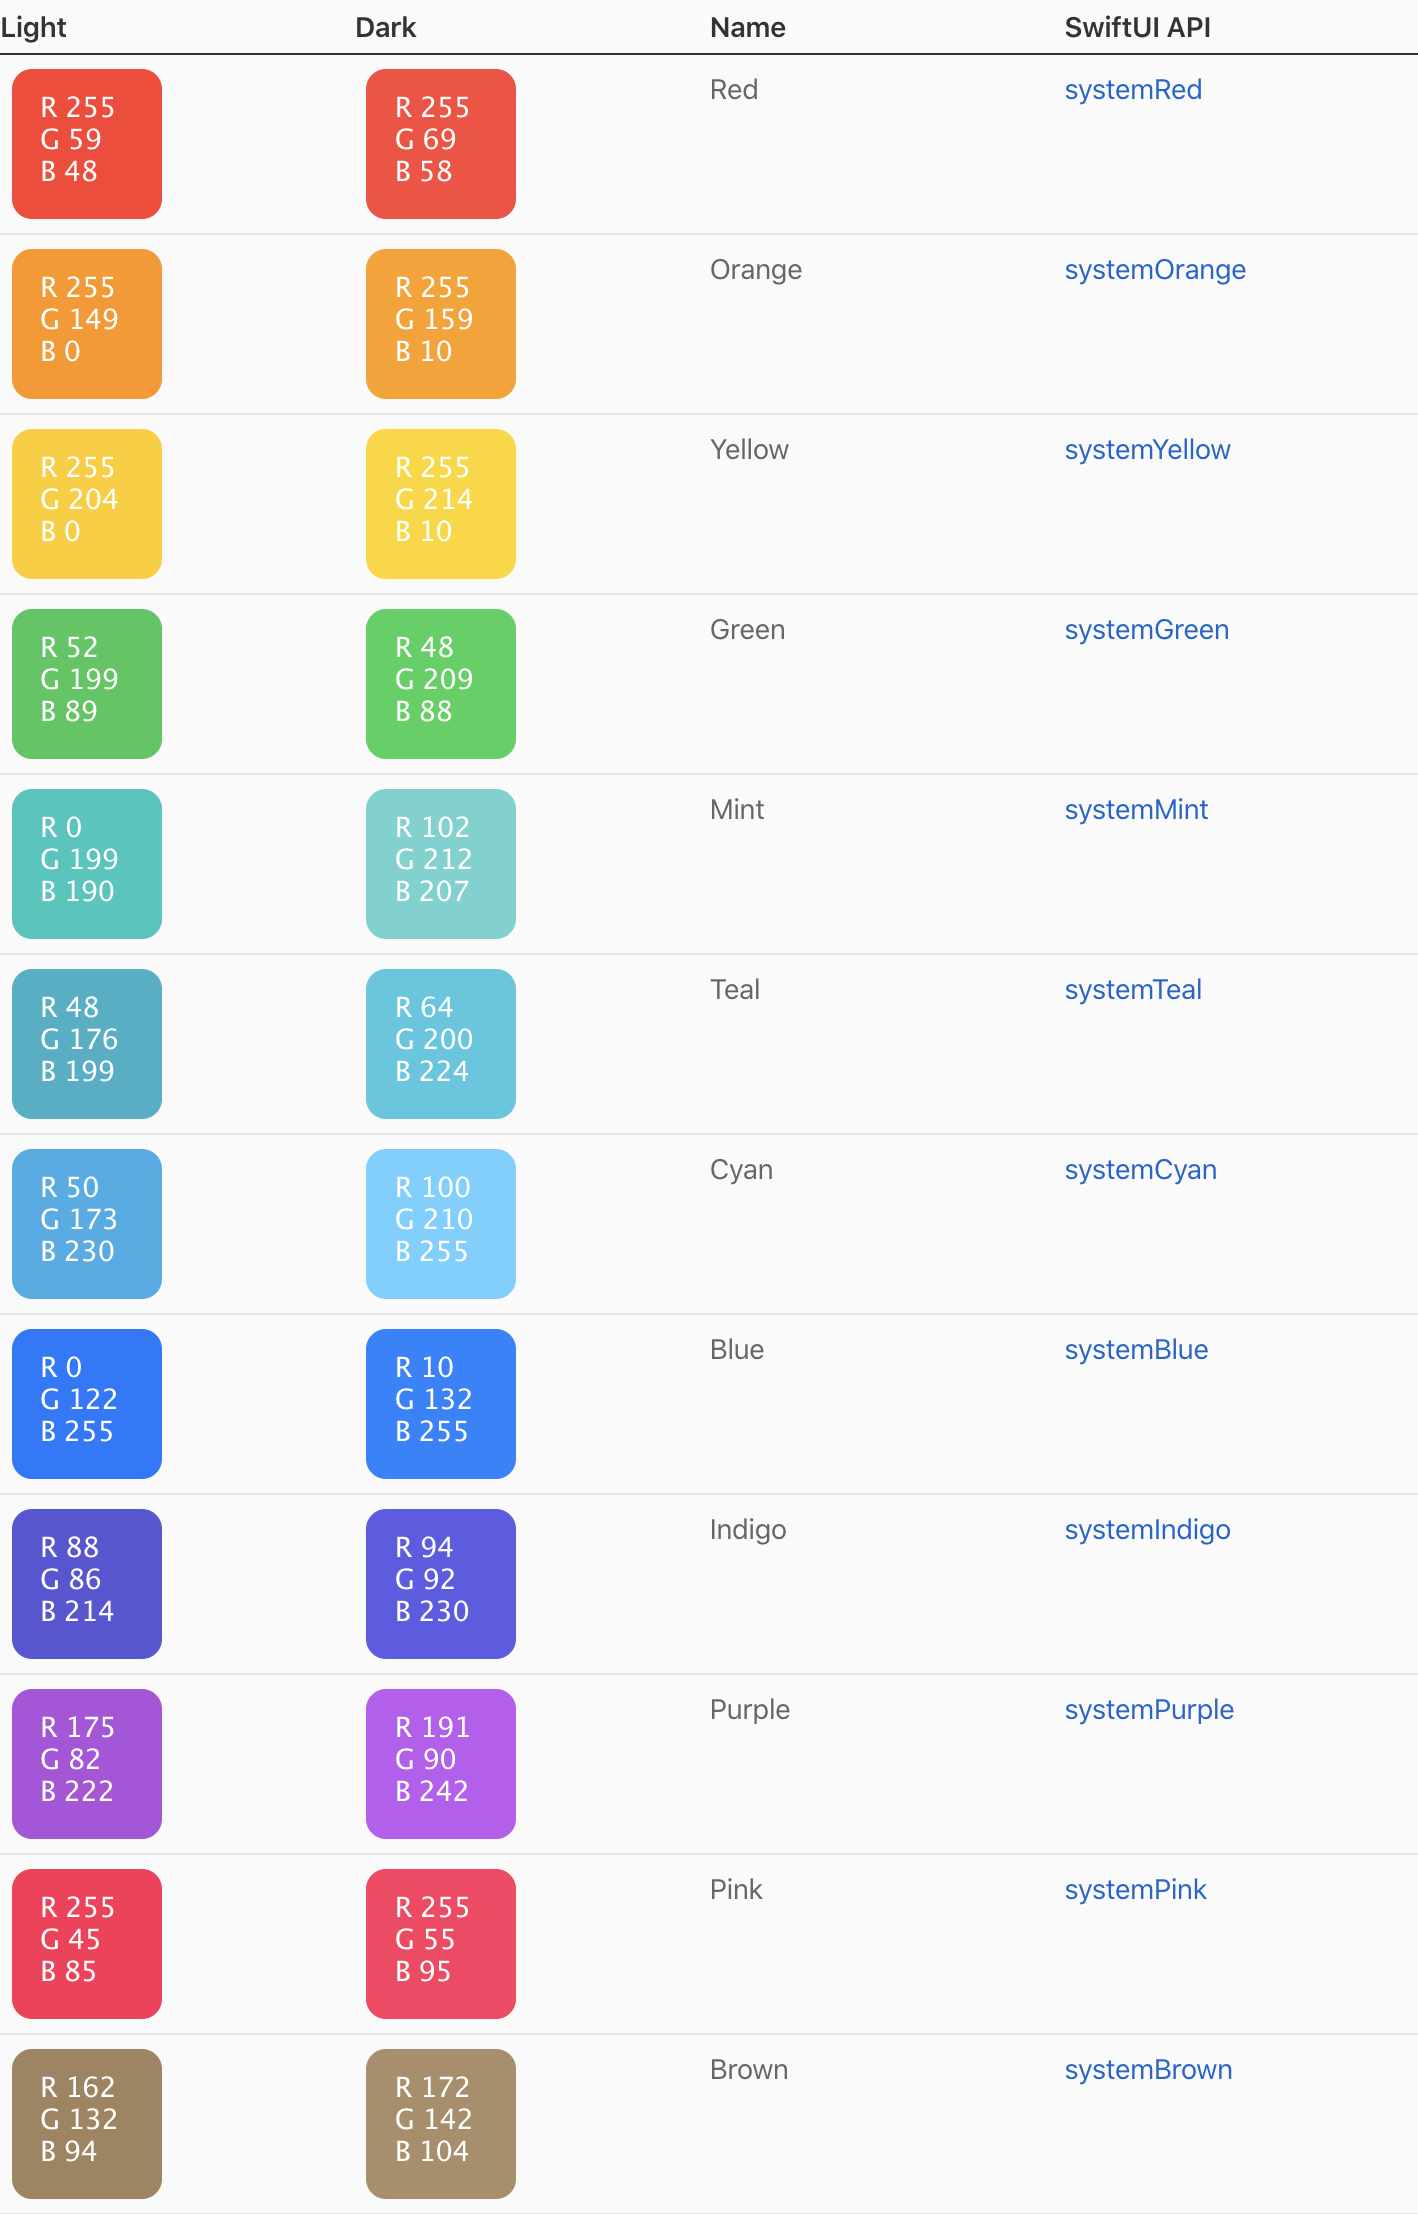 Light Dark Name SwiftUI API
R 255
G 59
B 48
R 255
G 69
B 58
Red
systemRed
R 255
G 149
B 0
R 255
G 159
B 10
Orange
systemOrange
R 255
G 204
B 0
R 255
G 214
B 10
Yellow
systemYellow
R 52
G 199
B 89
R 48
G 209
B 88
Green
systemGreen
R 0
G 199
B 190
R 102
G 212
B 207
Mint
systemMint
R 48
G 176
B 199
R 64
G 200
B 224
Teal
systemTeal
R 50
G 173
B 230
R 100
G 210
B 255
Cyan
systemCyan
R 0
G 122
B 255
R 10
G 132
B 255
Blue
systemBlue
R 88
G 86
B 214
R 94
G 92
B 230
Indigo
systemIndigo
R 175
G 82
B 222
R 191
G 90
B 242
Purple
systemPurple
R 255
G 45
B 85
R 255
G 55
B 95
Pink
systemPink
R 162
G 132
B 94
R 172
G 142
B 104
Brown
systemBrown